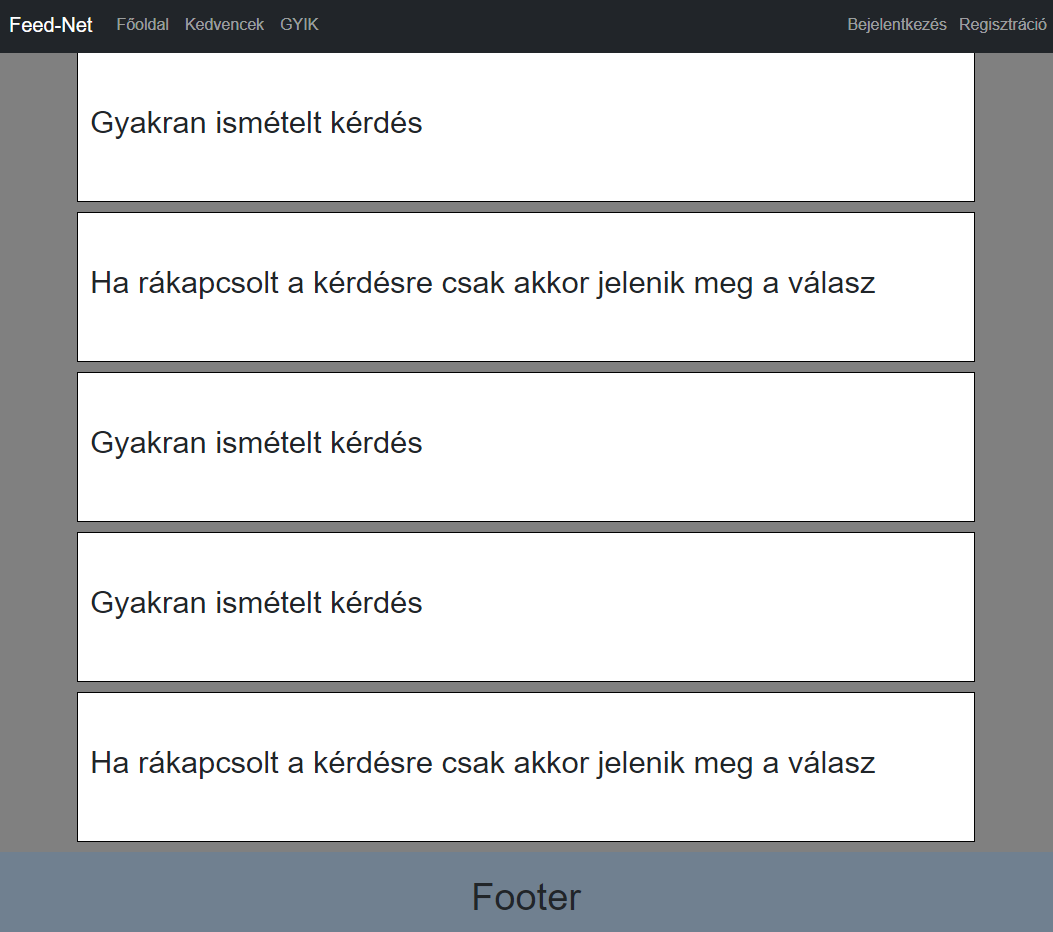 Feed-Net Főoldal Kedvencek GYIK Bejelentkezés Regisztráció
Gyakran ismételt kérdés
Ha rákapcsolt a kérdésre csak akkor jelenik meg a válasz
Gyakran ismételt kérdés
Gyakran ismételt kérdés
Ha rákapcsolt a kérdésre csak akkor jelenik meg a válasz
Footer